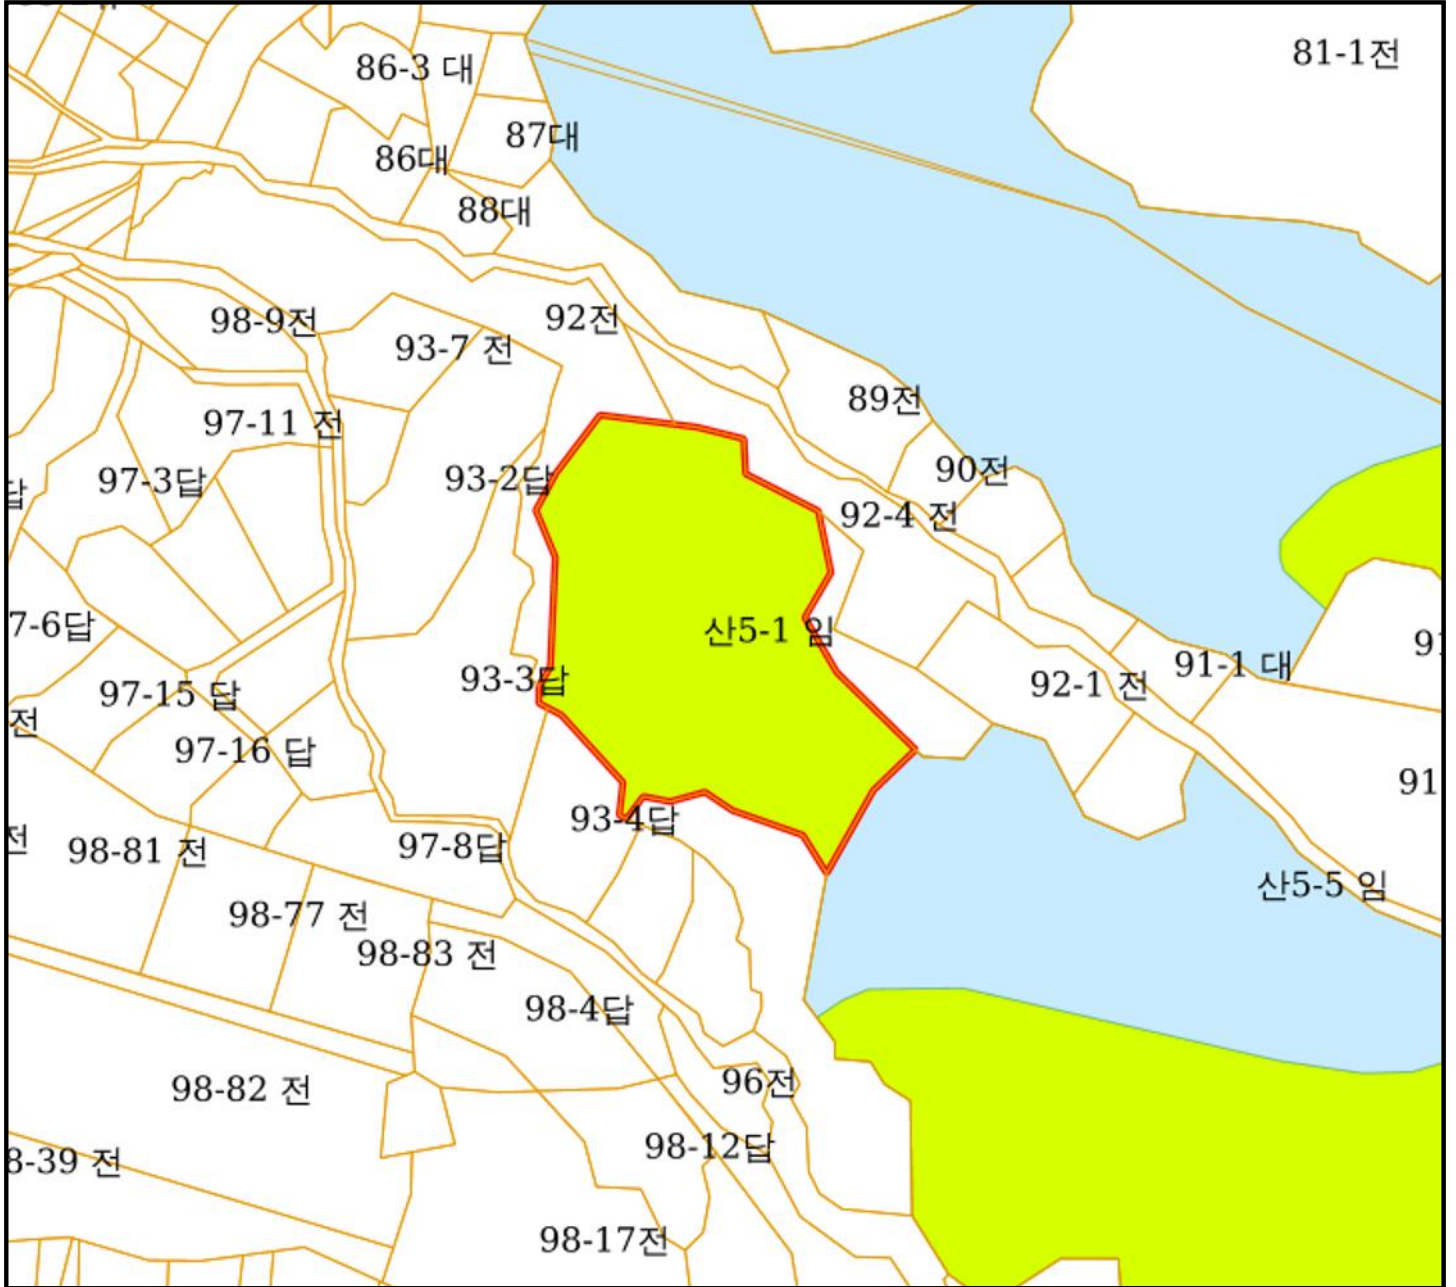 81-1전
86-3 대
87대
86대
88대
92전
98-9전
93-7 전
89전
97-11 전
90전
93-2답
97-3답
답
92-4 전
7-6답
산5-1 임
91-1 대
93-3답
92-1 전
97-15 답
전
97-16 답
91
93-4답
전
97-8답
98-81 전
산5-5 임
98-77 전
98-83 전
98-4답
96전
98-82 전
98-12답
8-39 전
98-17전